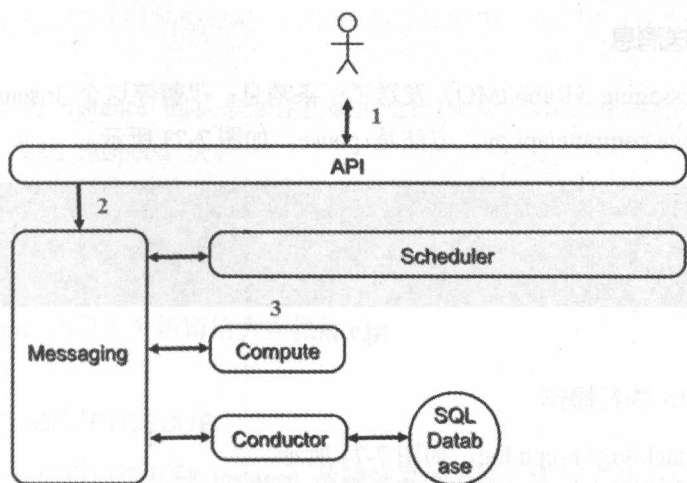 1
API
2
Messaging
Scheduler
3
Compute
Conductor
SQL
Datab
ase